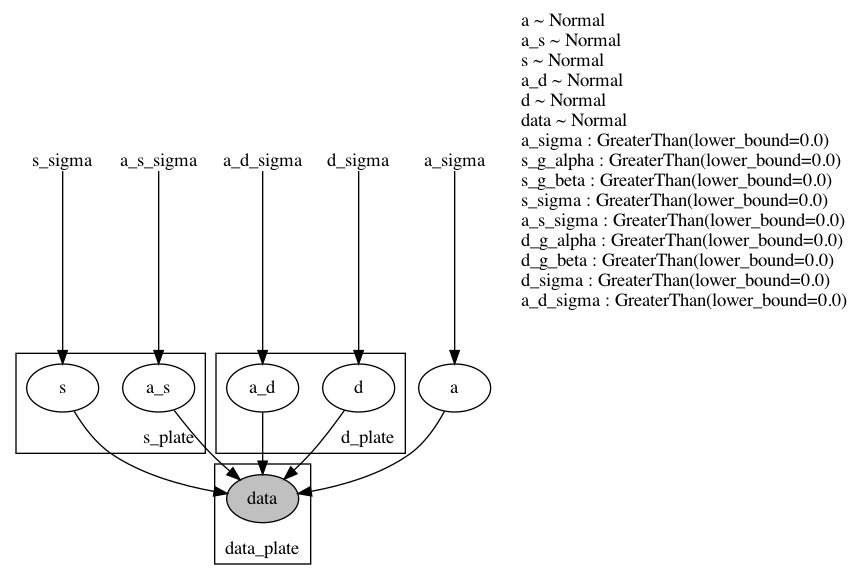 a ~ Normal
a_s ~ Normal
s ~ Normal
a_d ~ Normal
d ~ Normal
data ~ Normal
a_sigma : GreaterThan(lower_bound=0.0)
s_g_alpha : GreaterThan(lower_bound=0.0)
s_g_beta : GreaterThan(lower_bound=0.0)
s_sigma : GreaterThan(lower_bound=0.0)
a_s_sigma : GreaterThan(lower_bound=0.0)
d_g_alpha : GreaterThan(lower_bound=0.0)
d_g_beta : GreaterThan(lower_bound=0.0)
d_sigma : GreaterThan(lower_bound=0.0)
a_d_sigma : GreaterThan(lower_bound=0.0)
s_sigma a_s_sigma a_d_sigma d_sigma a_sigma
s a_s a_d d a
s_plate d_plate
data
data_plate